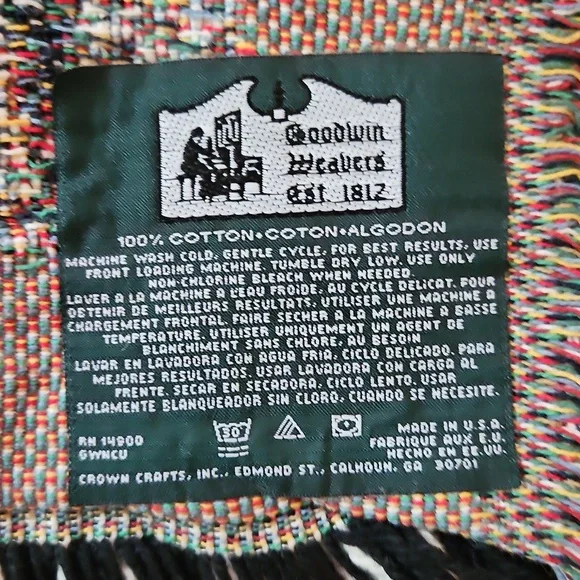 Goodwin
Weavers
est 1812
100% COTTON•COTON•ALGODON
MACHINE WASH COLD, GENTLE CYCLE, FOR BEST RESULTS, USE
FRONT LOADING MACHINE. TUMBLE DRY LOW. USE ONLY
NON-CHLORINE BLEACH WHEN NEEDED.
LAVER A LA MACHINE A L'EAU FROIDE, AU CYCLE DELICAT. POUR
OBTENIR DE MEILLEURS RESULTATS, UTILISER UNE MACHINE A
CHARGEMENT FRONTAL. FAIRE SECHER A LA MACHINE A BASSE
TEMPERATURE. UTILISER UNIQUEMENT UN AGENT DE
BLANCHIMENT SANS CHLORE, AU BESOIN
LAVAR EN LAVADORA CON AGUA FRIA, CICLO DELICADO. PARA
MEJORES RESULTADOS, USAR LAVADORA CON CARGA AL
FRENTE. SECAR EN SECADORA, CICLO LENTO. USAR
SOLAMENTE BLANQUEADOR SIN CLORO, CUANDO SE NECESITE.
RN 14900
GWNCU
30
MADE IN U.S.A.
FABRIQUE AUX E.U.
HECHO EN EE.UU.
CROWN CRAFTS, INC., EDMOND ST., CALHOUN, GA 30701